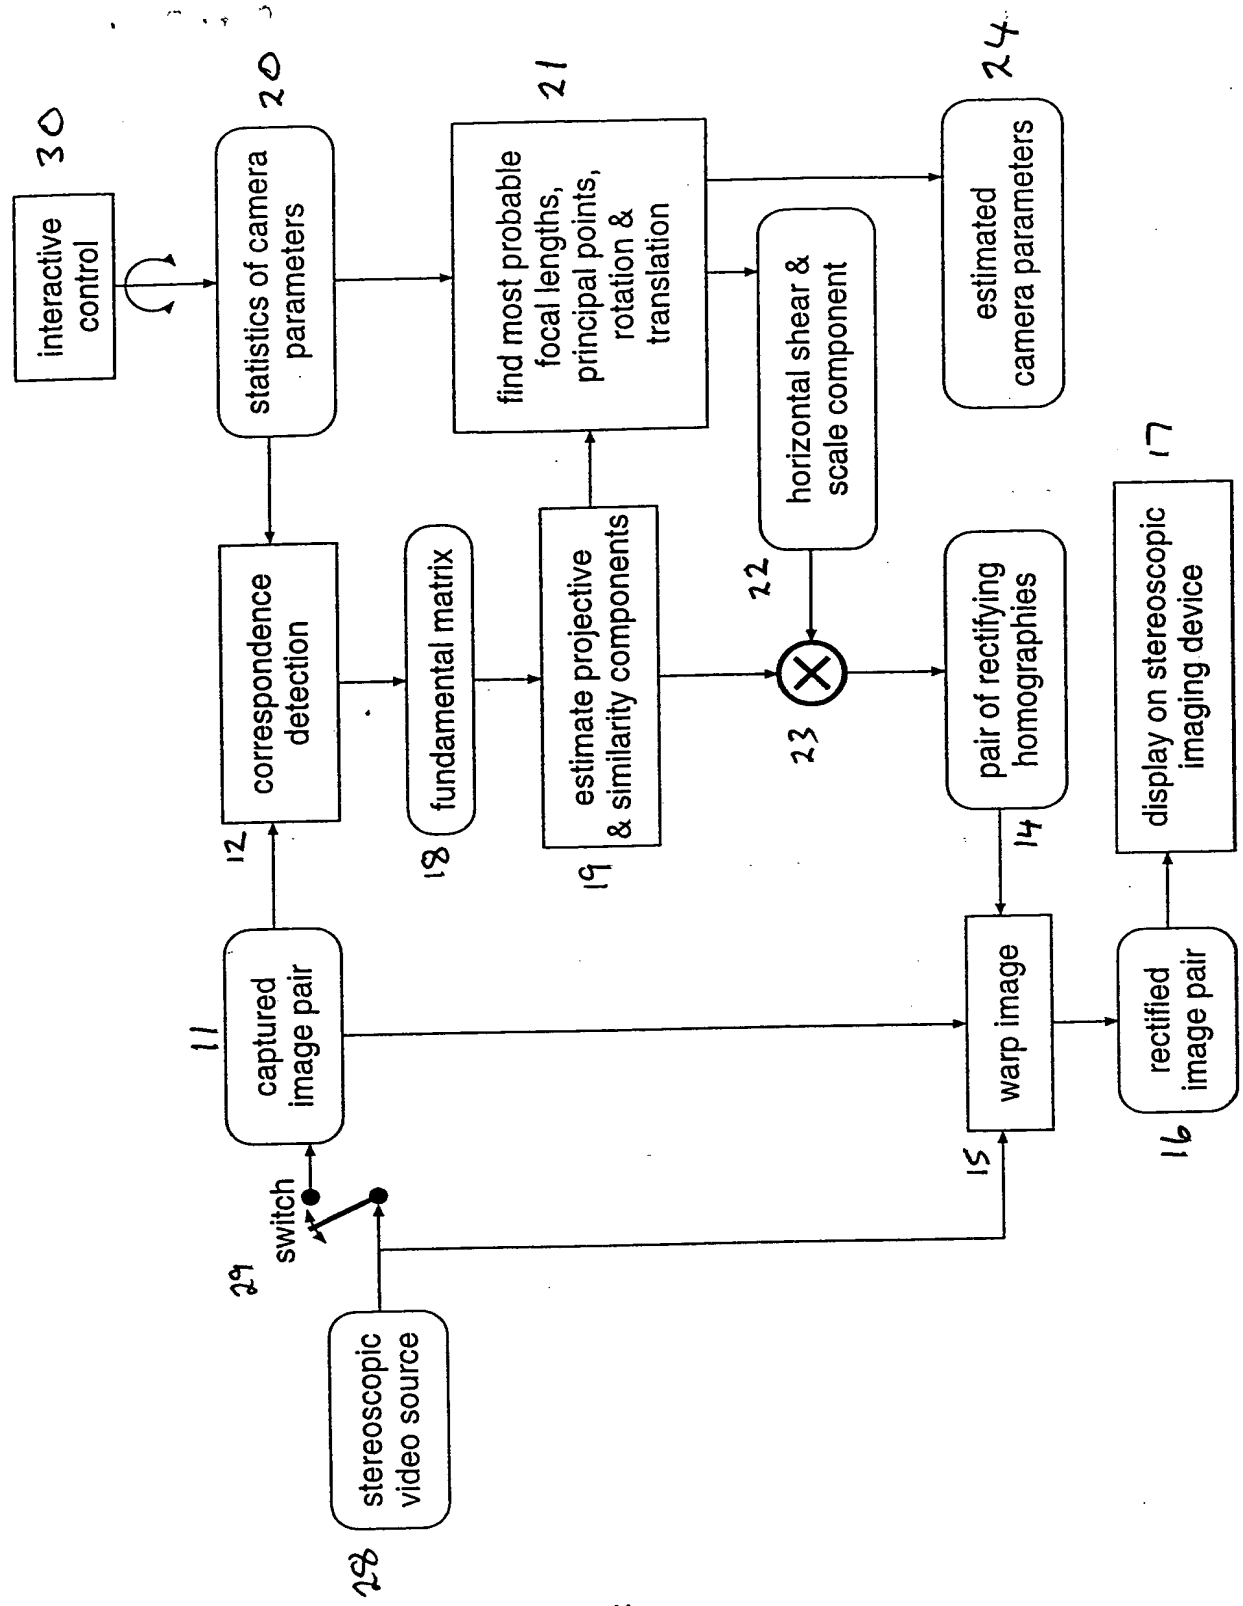 30
interactive
control
20
statistics of camera
parameters
21
find most probable
focal lengths,
principal points,
rotation &
translation
24
estimated
camera parameters
12
correspondence
detection
18
fundamental matrix
19
estimate projective
& similarity components
22
horizontal shear &
scale component
23
14
pair of rectifying
homographies
17
display on stereoscopic
imaging device
11
captured
image pair
29
switch
28
stereoscopic
video source
15
warp image
16
rectified
image pair